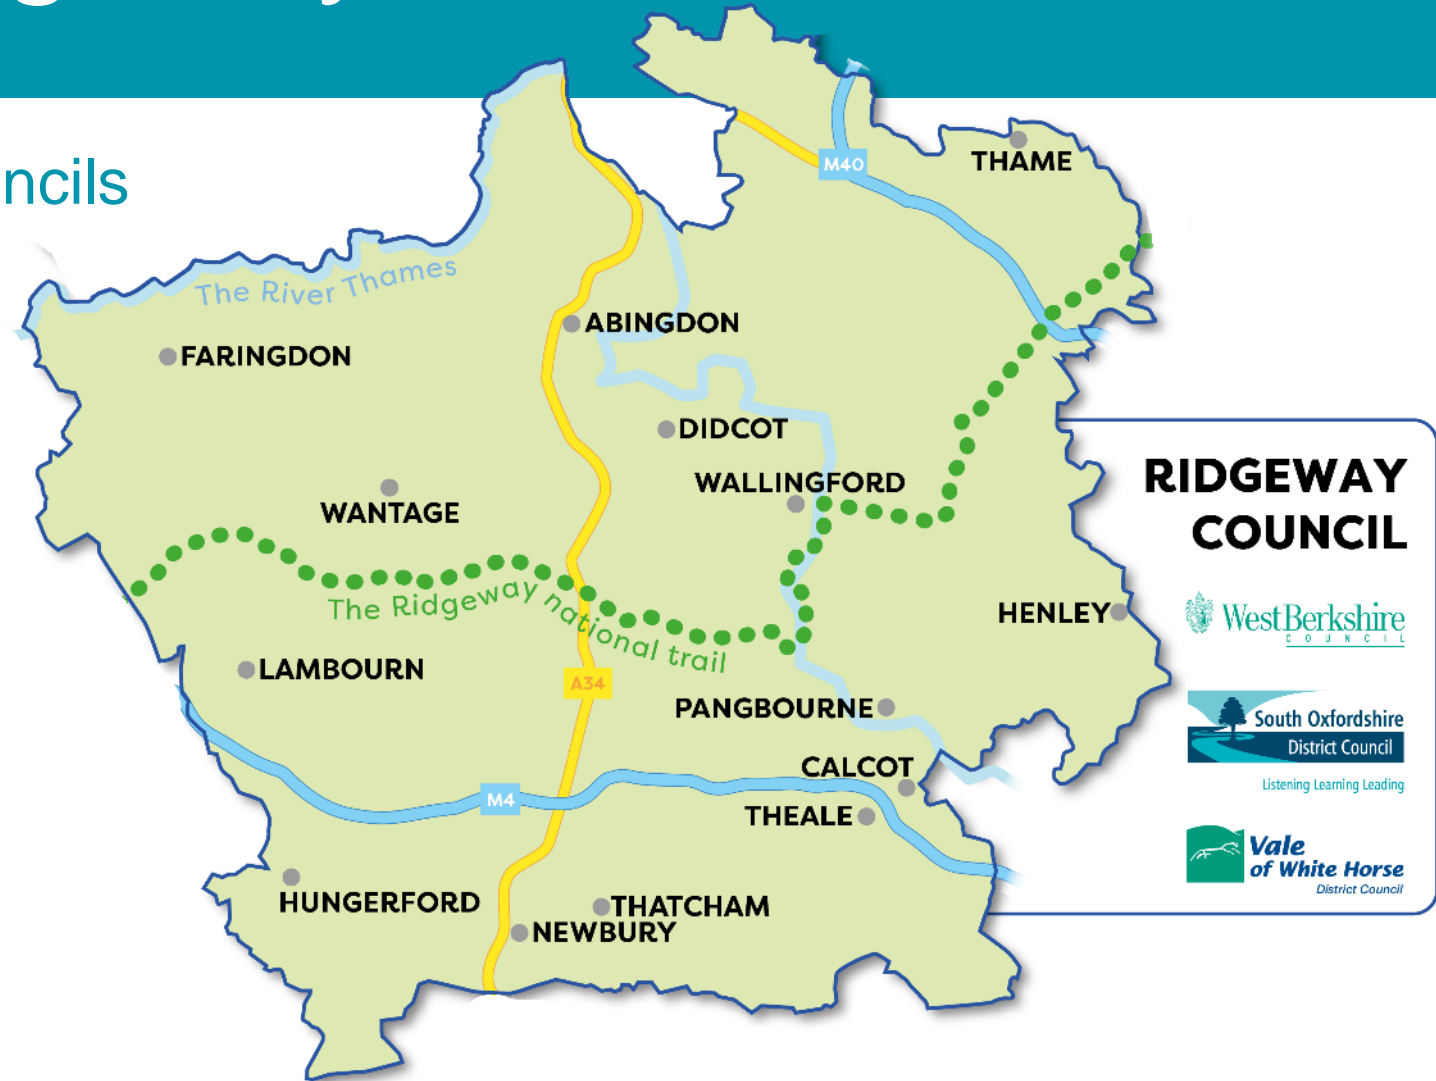 ncils
M40
THAME
The River Thames
ABINGDON
FARINGDON
DIDCOT
WALLINGFORD
WANTAGE
The Ridgeway national trail
HENLEY
LAMBOURN
A34
PANGBOURNE
CALCOT
M4
THEALE
HUNGERFORD
THATCHAM
NEWBURY
RIDGEWAY
COUNCIL
WestBerkshire
COUNCIL
South Oxfordshire
District Council
Listening Learning Leading
Vale
of White Horse
District Council